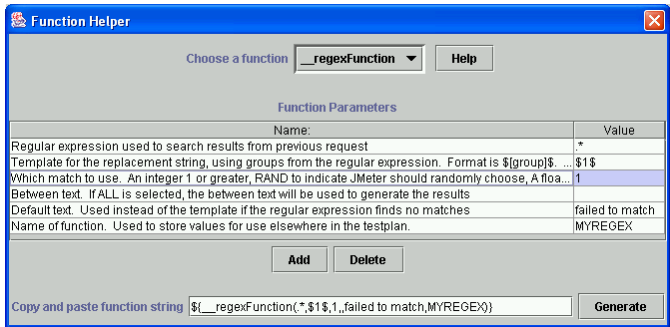 Function Helper
Choose a function __regexFunction Help
Function Parameters
Name: Value
Regular expression used to search results from previous request .*
Template for the replacement string, using groups from the regular expression. Format is $[group]$. ... $1$
Which match to use. An integer 1 or greater, RAND to indicate JMeter should randomly choose, A floa... 1
Between text. If ALL is selected, the between text will be used to generate the results
Default text. Used instead of the template if the regular expression finds no matches failed to match
Name of function. Used to store values for use elsewhere in the testplan. MYREGEX
Add Delete
Copy and paste function string ${__regexFunction(.*,$1$,1,,failed to match,MYREGEX)} Generate